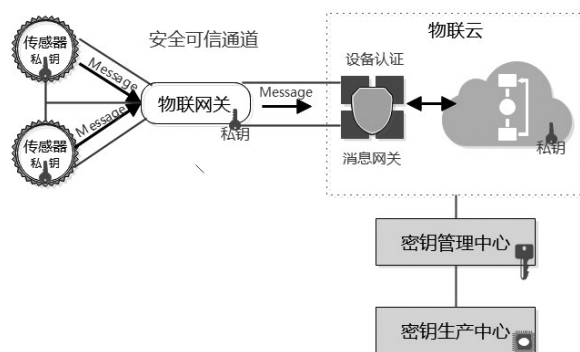 传感器
私 钥
Message
安全可信通道
物联网关
私钥
Message
传感器
私 钥
Message
物联云
设备认证
消息网关
私钥
密钥管理中心
密钥生产中心